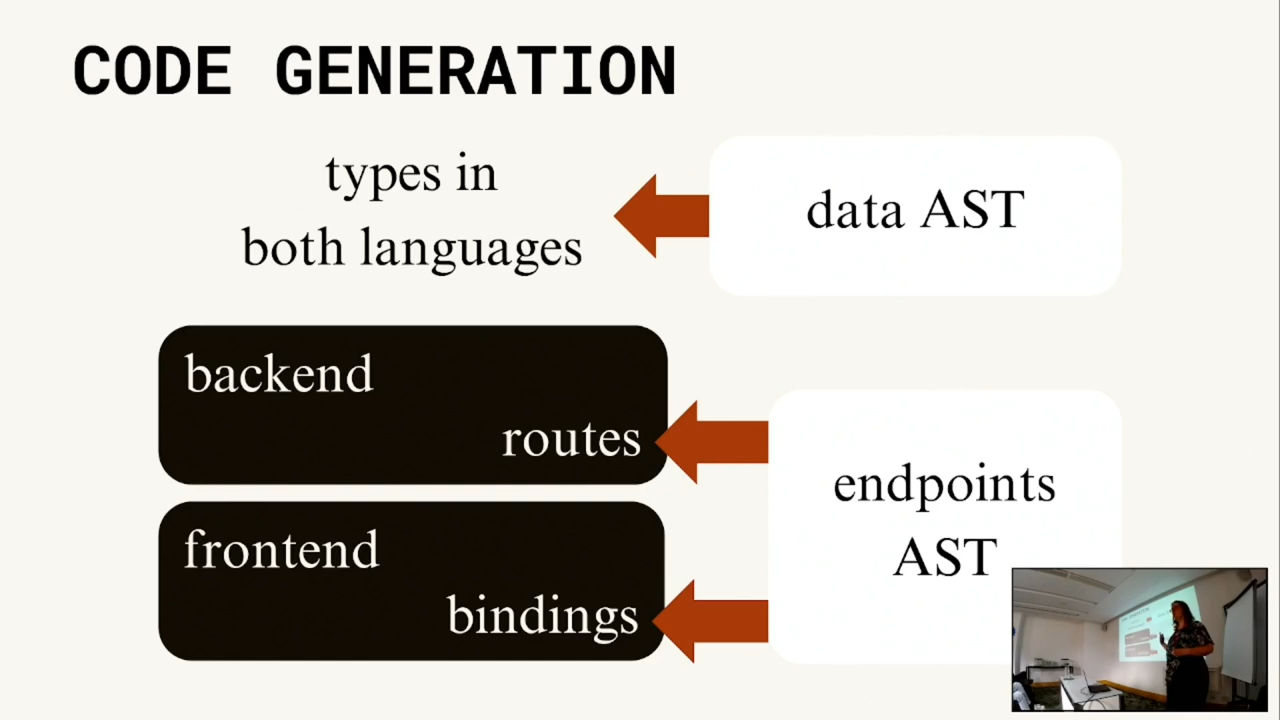 CODE GENERATION
types in
both languages
data AST
backend
routes
frontend
bindings
endpoints
AST